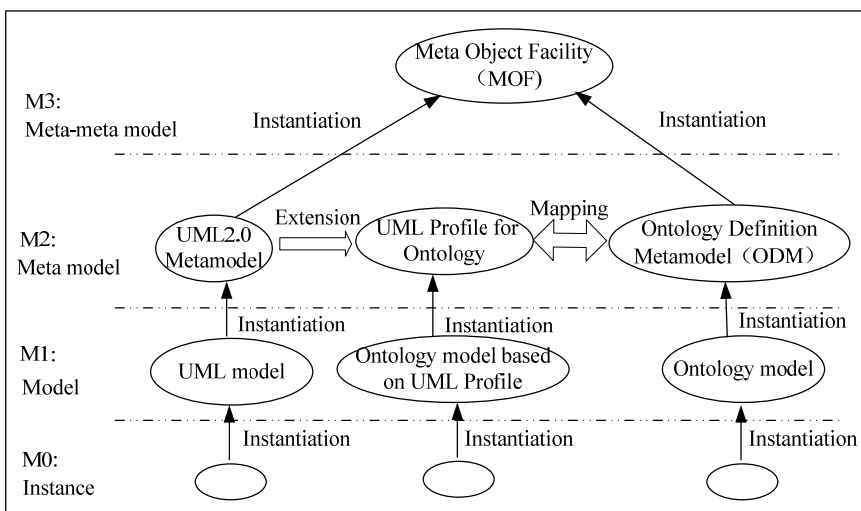 Meta Object Facility
（MOF）
M3:
Meta-meta model
Instantiation
Instantiation
M2:
Meta model
UML2.0
Metamodel
Extension
UML Profile for
Ontology
Mapping
Ontology Definition
Metamodel（ODM）
Instantiation
Instantiation
Instantiation
M1:
Model
UML model
Ontology model based
on UML Profile
Ontology model
Instantiation
Instantiation
Instantiation
M0:
Instance